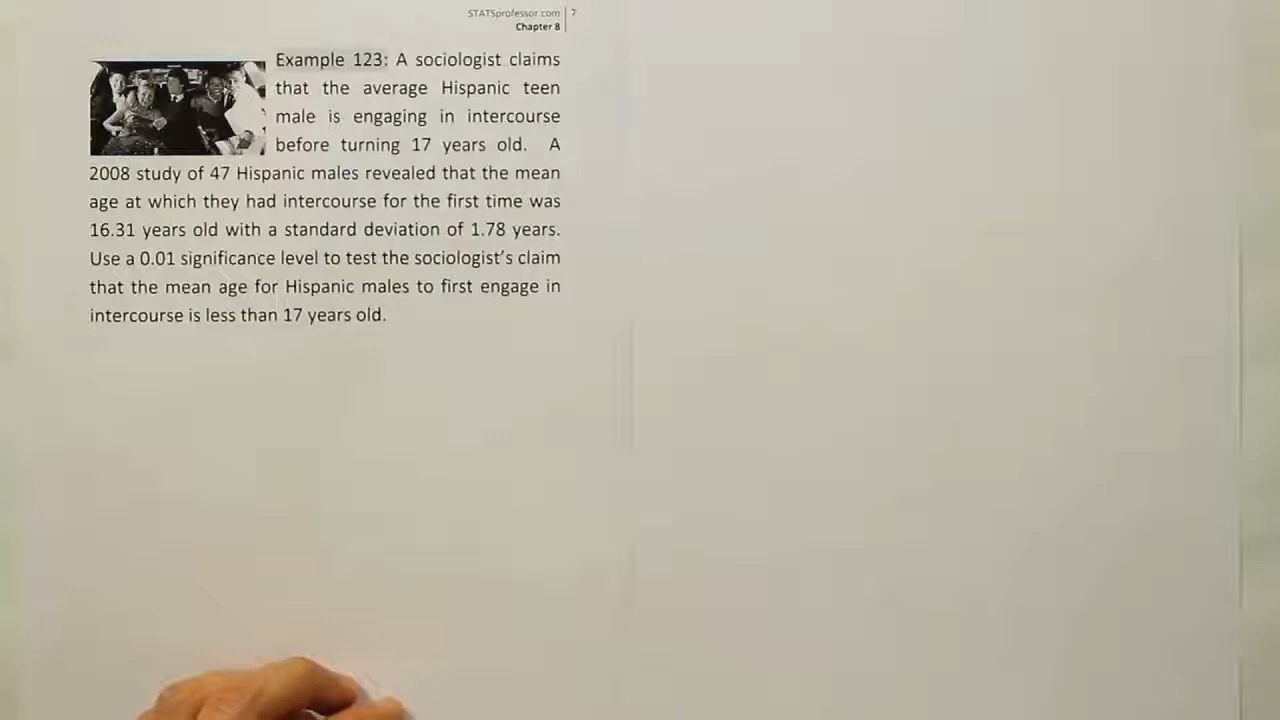 STATSprofessor.com 7
Chapter 8
Example 123: A sociologist claims
that the average Hispanic teen
male is engaging in intercourse
before turning 17 years old. A
2008 study of 47 Hispanic males revealed that the mean
age at which they had intercourse for the first time was
16.31 years old with a standard deviation of 1.78 years.
Use a 0.01 significance level to test the sociologist’s claim
that the mean age for Hispanic males to first engage in
intercourse is less than 17 years old.